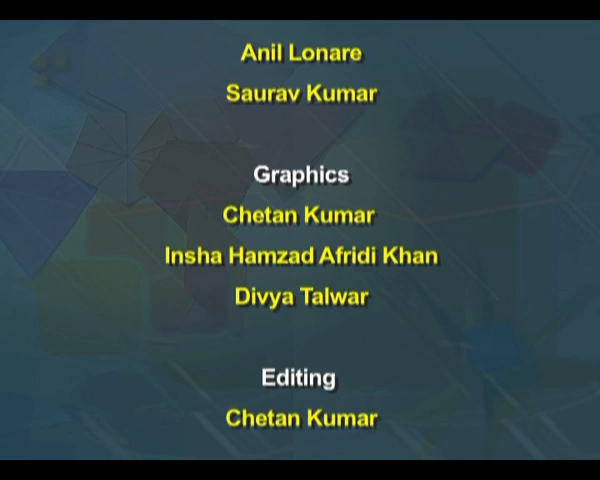 Anil Lonare
Saurav Kumar
Graphics
Chetan Kumar
Insha Hamzad Afridi Khan
Divya Talwar
Editing
Chetan Kumar